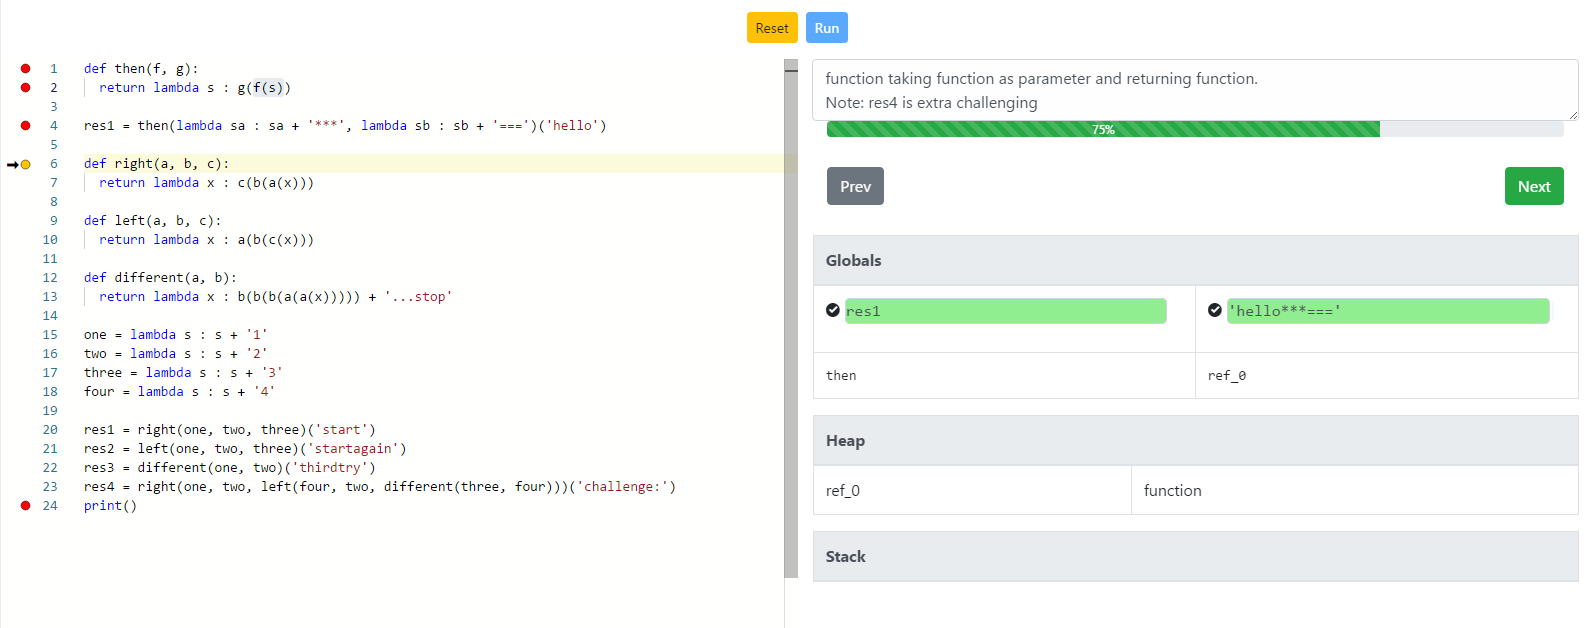 Reset Run
1 def then(f, g):
2 return lambda s : g(f(s))
3
4 res1 = then(lambda sa : sa + '***', lambda sb : sb + '===')('hello')
5
6 def right(a, b, c):
7 return lambda x : c(b(a(x)))
8
9 def left(a, b, c):
10 return lambda x : a(b(c(x)))
11
12 def different(a, b):
13 return lambda x : b(b(b(a(a(x))))) + '...stop'
14
15 one = lambda s : s + '1'
16 two = lambda s : s + '2'
17 three = lambda s : s + '3'
18 four = lambda s : s + '4'
19
20 res1 = right(one, two, three)('start')
21 res2 = left(one, two, three)('startagain')
22 res3 = different(one, two)('thirdtry')
23 res4 = right(one, two, left(four, two, different(three, four)))('challenge:')
24 print()
function taking function as parameter and returning function.
Note: res4 is extra challenging
75%
Prev Next
Globals
res1 'hello***==='
then ref_0
Heap
ref_0 function
Stack